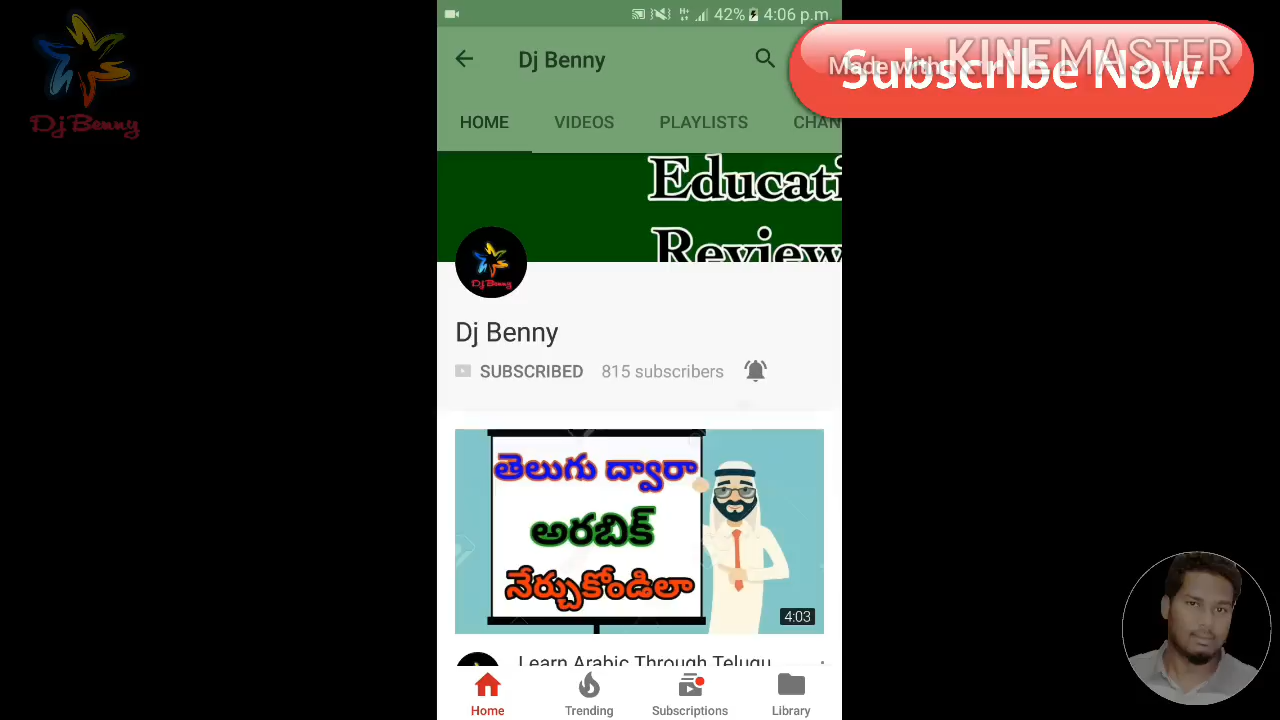 42% 4:06 p.m.
Dj Benny
Made with KINEMASTER
Subscribe Now
Dj Benny
HOME VIDEOS PLAYLISTS CHAN
Educati
Review
Dj Benny
Dj Benny
SUBSCRIBED 815 subscribers
తెలుగు ద్వారా
అరబిక్
నేర్చుకోండిలా
4:03
Learn Arabic Through Telugu
Home Trending Subscriptions Library